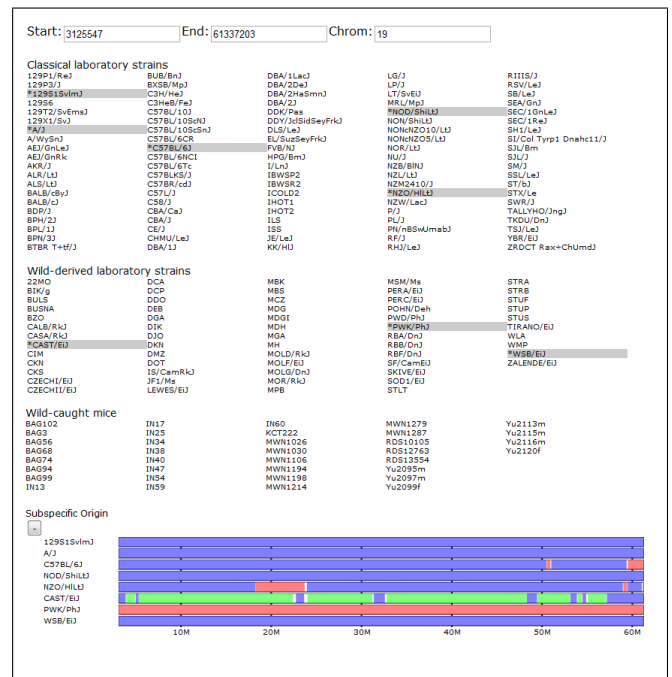 Start: 3125547 End: 61337203 Chrom: 19
Classical laboratory strains
129P1/ReJ BUB/BnJ DBA/1LacJ LG/J RIIIS/J
129P3/J BXSB/MpJ DBA/2DeJ LP/J RSV/LeJ
*129S1SvlmJ C3H/HeJ DBA/2HaSmnJ LT/SvEiJ SB/LeJ
129S6 C3HeB/FeJ DBA/2J MRL/MpJ SEA/GnJ
129T2/SvEmsJ C57BL/10J DDK/Pas *NOD/ShiLtJ SEC/1GnLeJ
129X1/SvJ C57BL/10ScNJ DDY/JclSidSeyFrkJ NON/ShiLtJ SEC/1ReJ
*A/J C57BL/10ScSnJ DLS/LeJ NONcNZO10/LtJ SH1/LeJ
A/WySnJ C57BL/6CR EL/SuzSeyFrkJ NONcNZO5/LtJ SI/Col Tyrp1 Dnahc11/J
AEJ/GnLeJ *C57BL/6J FVB/NJ NOR/LtJ SJL/Bm
AEJ/GnRk C57BL/6NCI HPG/BmJ NU/J SJL/J
AKR/J C57BL/6Tc I/LnJ NZB/BlNJ SM/J
ALR/LtJ C57BLKS/J IBWSP2 NZL/LtJ SSL/LeJ
ALS/LtJ C57BR/cdJ IBWSR2 NZM2410/J ST/bJ
BALB/cByJ C57L/J ICOLD2 *NZO/HlLtJ STX/Le
BALB/cJ C58/J IHOT1 NZW/LacJ SWR/J
BDP/J CBA/CaJ IHOT2 P/J TALLYHO/JngJ
BPH/2J CBA/J ILS PL/J TKDU/DnJ
BPL/1J CE/J ISS PN/nBSwUmabJ TSJ/LeJ
BPN/3J CHMU/LeJ JE/LeJ RF/J YBR/EiJ
BTBR T+tf/J DBA/1J KK/HlJ RHJ/LeJ ZRDCT Rax+ChUmdJ
Wild-derived laboratory strains
22MO DCA MBK MSM/Ms STRA
BIK/g DCP MBS PERA/EiJ STRB
BULS DDO MCZ PERC/EiJ STUF
BUSNA DEB MDG POHN/Deh STUP
BZO DGA MDGI PWD/PhJ STUS
CALB/RkJ DIK MDH *PWK/PhJ TIRANO/EiJ
CASA/RkJ DJO MGA RBA/DnJ WLA
*CAST/EiJ DKN MH RBB/DnJ WMP
CIM DMZ MOLD/RkJ RBF/DnJ *WSB/EiJ
CKN DOT MOLF/EiJ SF/CamEiJ ZALENDE/EiJ
CKS IS/CamRkJ MOLG/DnJ SKIVE/EiJ
CZECHI/EiJ JF1/Ms MOR/RkJ SOD1/EiJ
CZECHII/EiJ LEWES/EiJ MPB STLT
Wild-caught mice
BAG102 IN17 IN60 MWN1279 Yu2113m
BAG3 IN25 KCT222 MWN1287 Yu2115m
BAG56 IN34 MWN1026 RDS10105 Yu2116m
BAG68 IN38 MWN1030 RDS12763 Yu2120f
BAG74 IN40 MWN1106 RDS13554
BAG94 IN47 MWN1194 Yu2095m
BAG99 IN54 MWN1198 Yu2097m
IN13 IN59 MWN1214 Yu2099f
Subspecific Origin
-
129S1SvlmJ
A/J
C57BL/6J
NOD/ShiLtJ
NZO/HlLtJ
CAST/EiJ
PWK/PhJ
WSB/EiJ
10M 20M 30M 40M 50M 60M